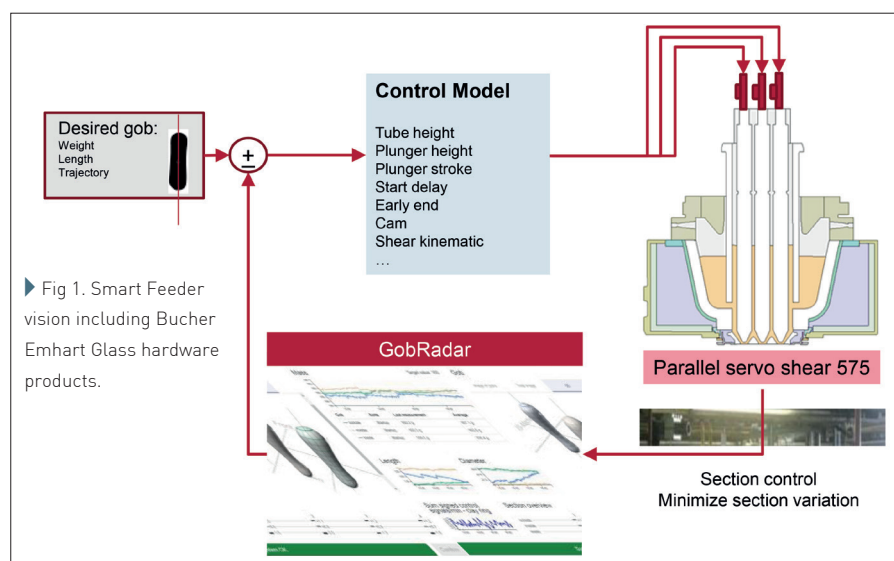 Desired gob:
Weight
Length
Trajectory
±
Control Model
Tube height
Plunger height
Plunger stroke
Start delay
Early end
Cam
Shear kinematic
...
Fig 1. Smart Feeder
vision including Bucher
Emhart Glass hardware
products.
Parallel servo shear 575
Section control
Minimize section variation
GobRadar
Length
Diameter
Section overview